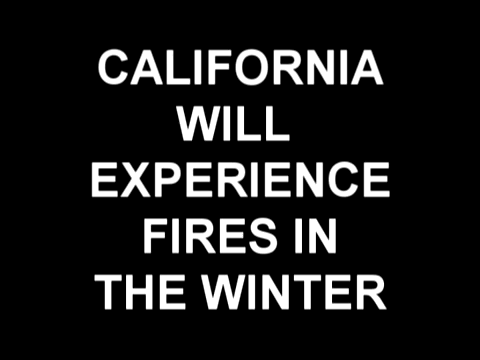 CALIFORNIA
WILL
EXPERIENCE
FIRES IN
THE WINTER